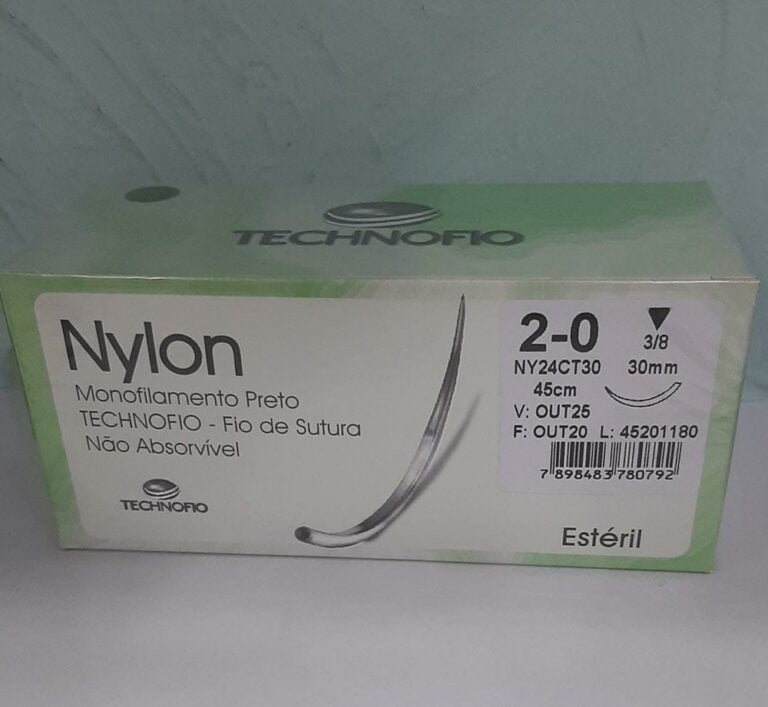 TECHNOFIO
Nylon
Monofilamento Preto
TECHNOFIO - Fio de Sutura
Não Absorvível
TECHNOFIO
2-0
3/8
NY24CT30 30mm
45cm
V: OUT25
F: OUT20 L: 45201180
7 898483 780792
Estéril